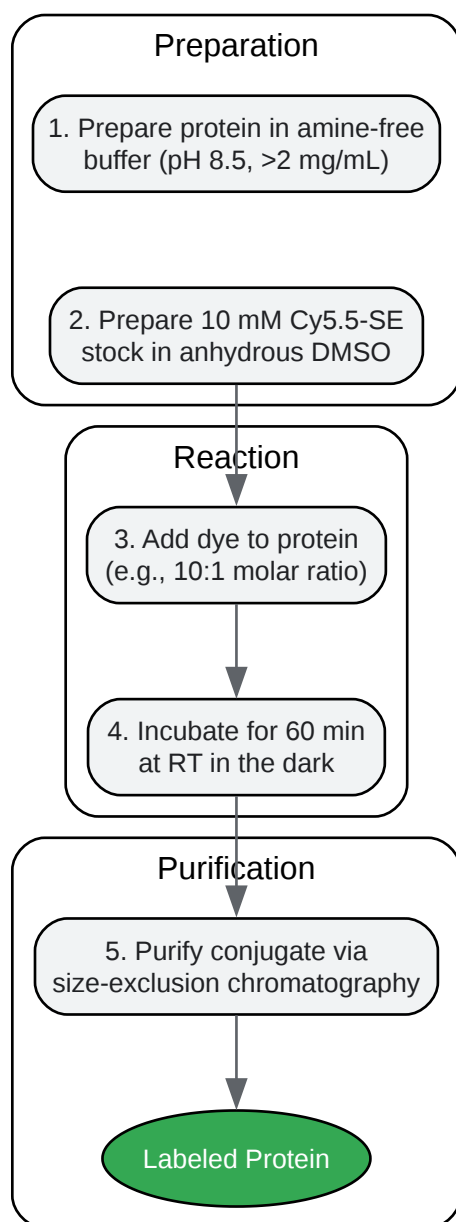 Preparation
1. Prepare protein in amine-free
buffer (pH 8.5, >2 mg/mL)
2. Prepare 10 mM Cy5.5-SE
stock in anhydrous DMSO
Reaction
3. Add dye to protein
(e.g., 10:1 molar ratio)
4. Incubate for 60 min
at RT in the dark
Purification
5. Purify conjugate via
size-exclusion chromatography
Labeled Protein